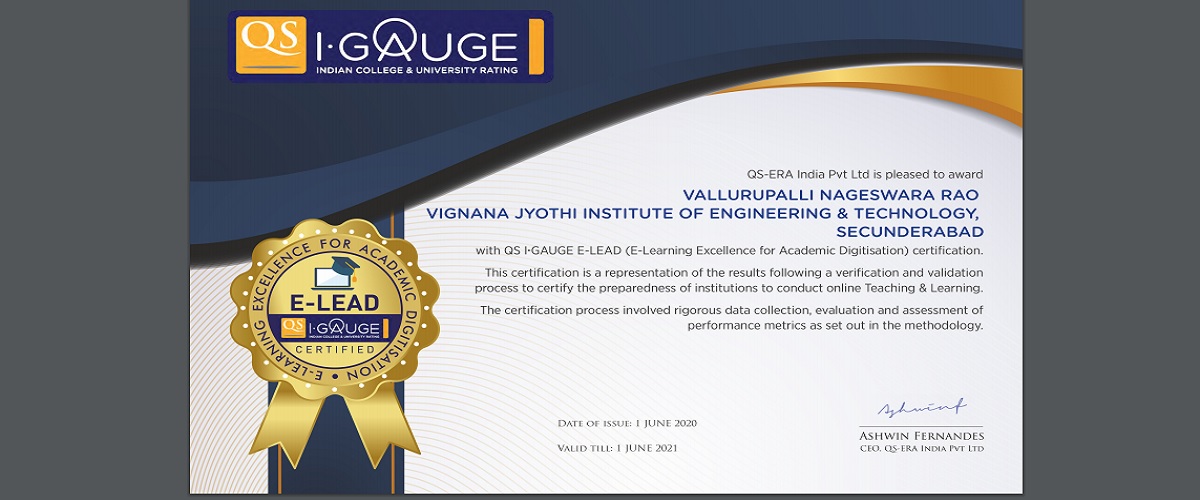 QS I·GAUGE
INDIAN COLLEGE & UNIVERSITY RATING
QS-ERA India Pvt Ltd is pleased to award
VALLURUPALLI NAGESWARA RAO
VIGNANA JYOTHI INSTITUTE OF ENGINEERING & TECHNOLOGY,
SECUNDERABAD
with QS I·GAUGE E-LEAD (E-Learning Excellence for Academic Digitisation) certification.
This certification is a representation of the results following a verification and validation
process to certify the preparedness of institutions to conduct online Teaching & Learning.
The certification process involved rigorous data collection, evaluation and assessment of
performance metrics as set out in the methodology.
E-LEARNING EXCELLENCE FOR ACADEMIC DIGITISATION •
E-LEAD
QS I·GAUGE
INDIAN COLLEGE & UNIVERSITY RATING
CERTIFIED
DATE OF ISSUE: 1 JUNE 2020
VALID TILL: 1 JUNE 2021
Ashwinf
ASHWIN FERNANDES
CEO, QS-ERA INDIA PVT LTD